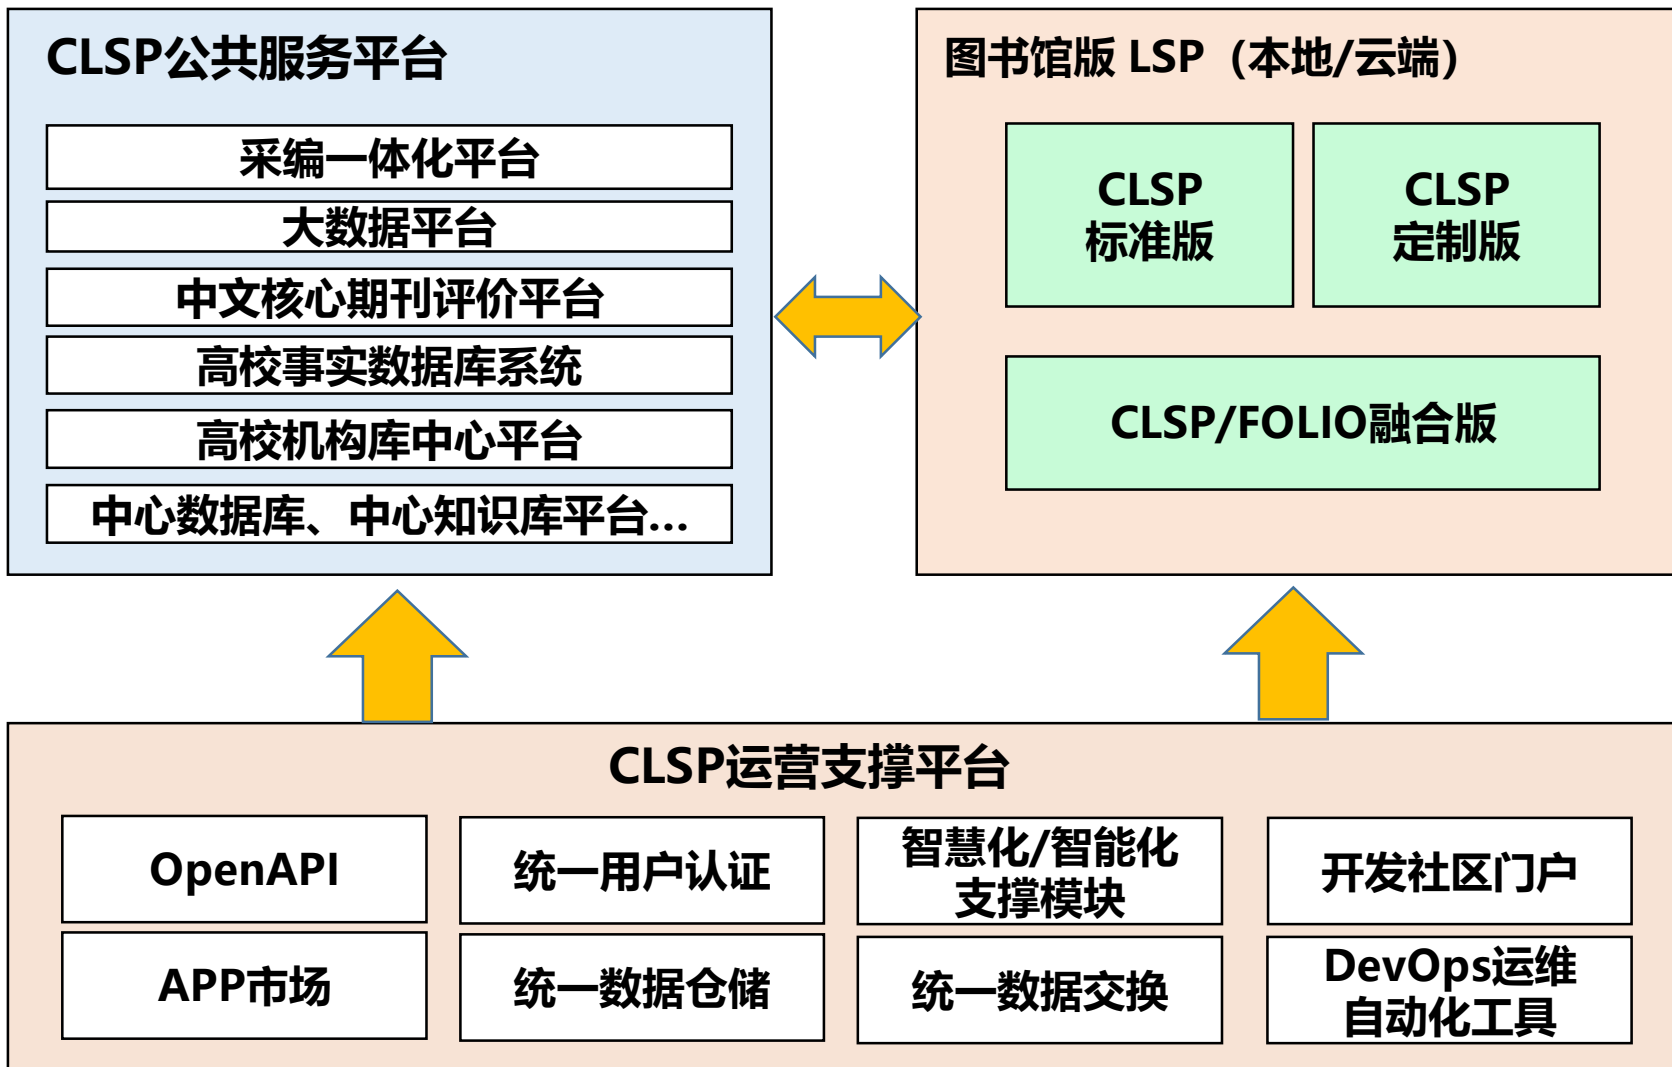 CLSP公共服务平台
采编一体化平台
大数据平台
中文核心期刊评价平台
高校事实数据库系统
高校机构库中心平台
中心数据库、中心知识库平台...
图书馆版 LSP（本地/云端）
CLSP
标准版
CLSP
定制版
CLSP/FOLIO融合版
CLSP运营支撑平台
OpenAPI
统一用户认证
智慧化/智能化
支撑模块
开发社区门户
APP市场
统一数据仓储
统一数据交换
DevOps运维
自动化工具